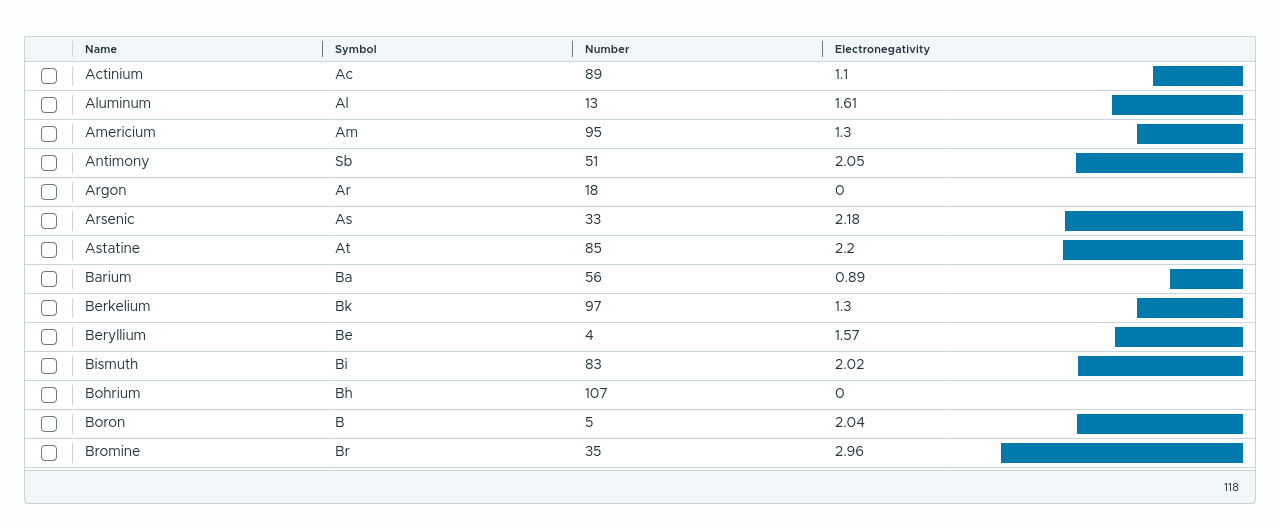 Name Symbol Number Electronegativity
Actinium Ac 89 1.1
Aluminum Al 13 1.61
Americium Am 95 1.3
Antimony Sb 51 2.05
Argon Ar 18 0
Arsenic As 33 2.18
Astatine At 85 2.2
Barium Ba 56 0.89
Berkelium Bk 97 1.3
Beryllium Be 4 1.57
Bismuth Bi 83 2.02
Bohrium Bh 107 0
Boron B 5 2.04
Bromine Br 35 2.96
118